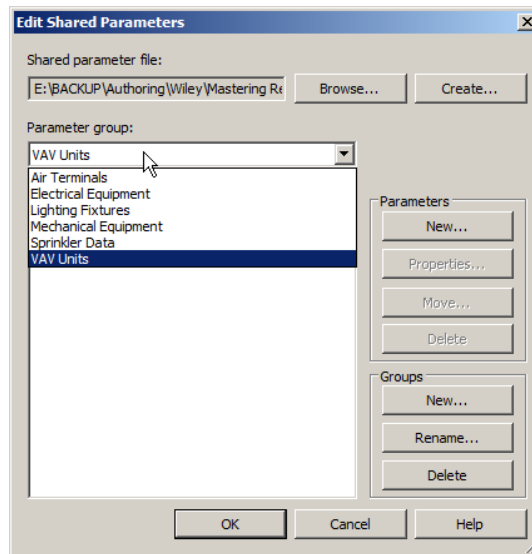 Edit Shared Parameters
Shared parameter file:
E:\BACKUP\Authoring\Wiley\Mastering Re
Browse...
Create...
Parameter group:
VAV Units
Air Terminals
Electrical Equipment
Lighting Fixtures
Mechanical Equipment
Sprinkler Data
VAV Units
Parameters
New...
Properties...
Move...
Delete
Groups
New...
Rename...
Delete
OK
Cancel
Help